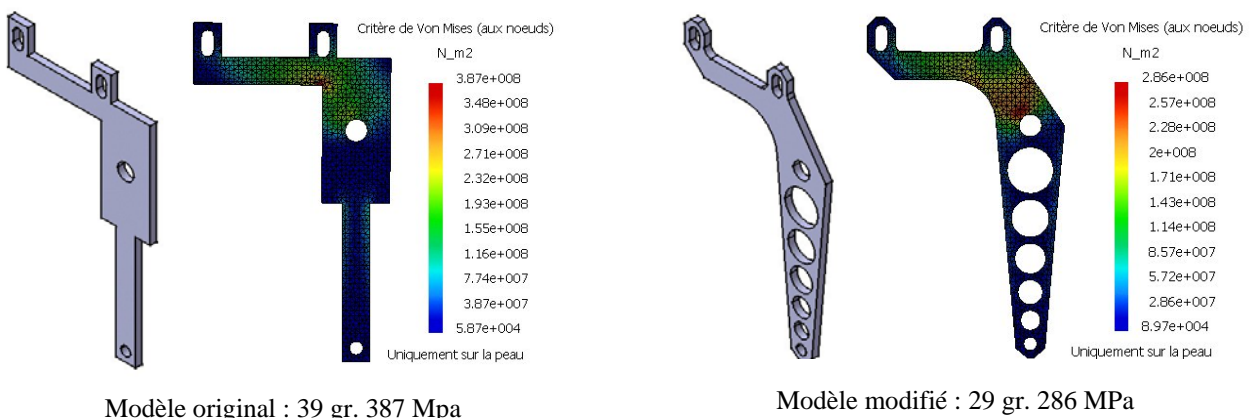 Critère de Von Mises (aux noeuds)
N_m2
3.87e+008
3.48e+008
3.09e+008
2.71e+008
2.32e+008
1.93e+008
1.55e+008
1.16e+008
7.74e+007
3.87e+007
5.87e+004
Uniquement sur la peau
Modèle original : 39 gr. 387 Mpa
Critère de Von Mises (aux noeuds)
N_m2
2.86e+008
2.57e+008
2.28e+008
2e+008
1.71e+008
1.43e+008
1.14e+008
8.57e+007
5.72e+007
2.86e+007
8.97e+004
Uniquement sur la peau
Modèle modifié : 29 gr. 286 MPa